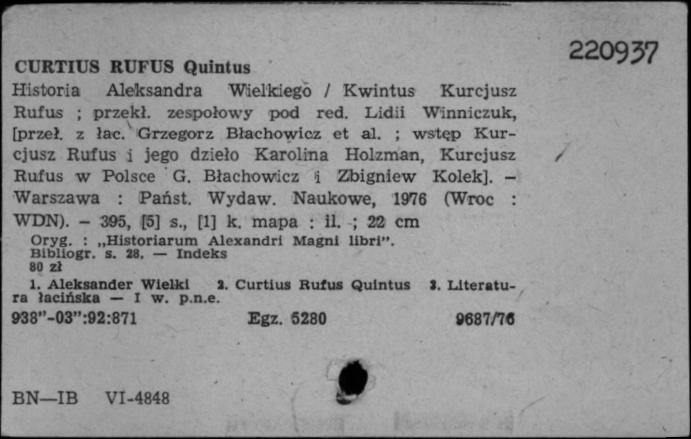 220937
CURTIUS RUFUS Quintus
Historia Aleksandra Wielkiego / Kwintus Kurcjusz
Rufus ; przekł. zespołowy pod red. Lidii Winniczuk,
[przeł. z łac. Grzegorz Błachowicz et al. ; wstęp Kur-
cjusz Rufus i jego dzieło Karolina Holzman, Kurcjusz
Rufus w Polsce G. Błachowicz i Zbigniew Kolek]. —
Warszawa : Państ. Wydaw. Naukowe, 1976 (Wroc :
WDN). — 395, [5] s., [1] k. mapa : il. ; 22 cm
Oryg. : „Historiarum Alexandri Magni libri”.
Bibliogr. s. 28. — Indeks
80 zł
1. Aleksander Wielki 2. Curtius Rufus Quintus 3. Literatu-
ra łacińska — I w. p.n.e.
938”-03”:92:871 Egz. 5280 9687/76
BN—IB VI-4848